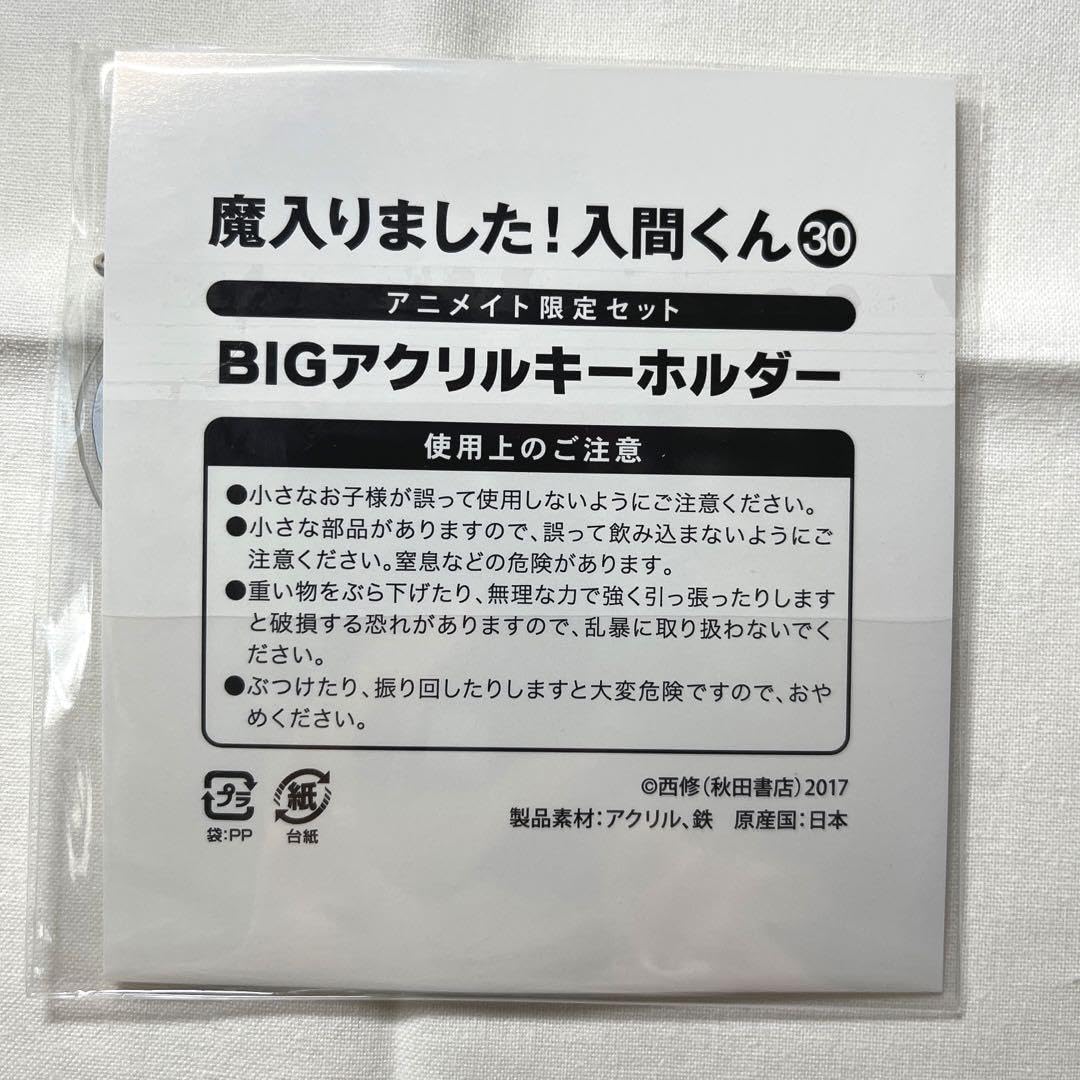 魔入りました！入間くん㉚
アニメイト限定セット
BIGアクリルキーホルダー
使用上のご注意
●小さなお子様が誤って使用しないようにご注意ください。
●小さな部品がありますので、誤って飲み込まないようにご
注意ください。窒息などの危険があります。
●重い物をぶら下げたり、無理な力で強く引っ張ったりします
と破損する恐れがありますので、乱暴に取り扱わないでく
ださい。
●ぶつけたり、振り回したりしますと大変危険ですので、おや
めください。
プラ
袋：PP
紙
台紙
©西修（秋田書店）2017
製品素材：アクリル、鉄　原産国：日本